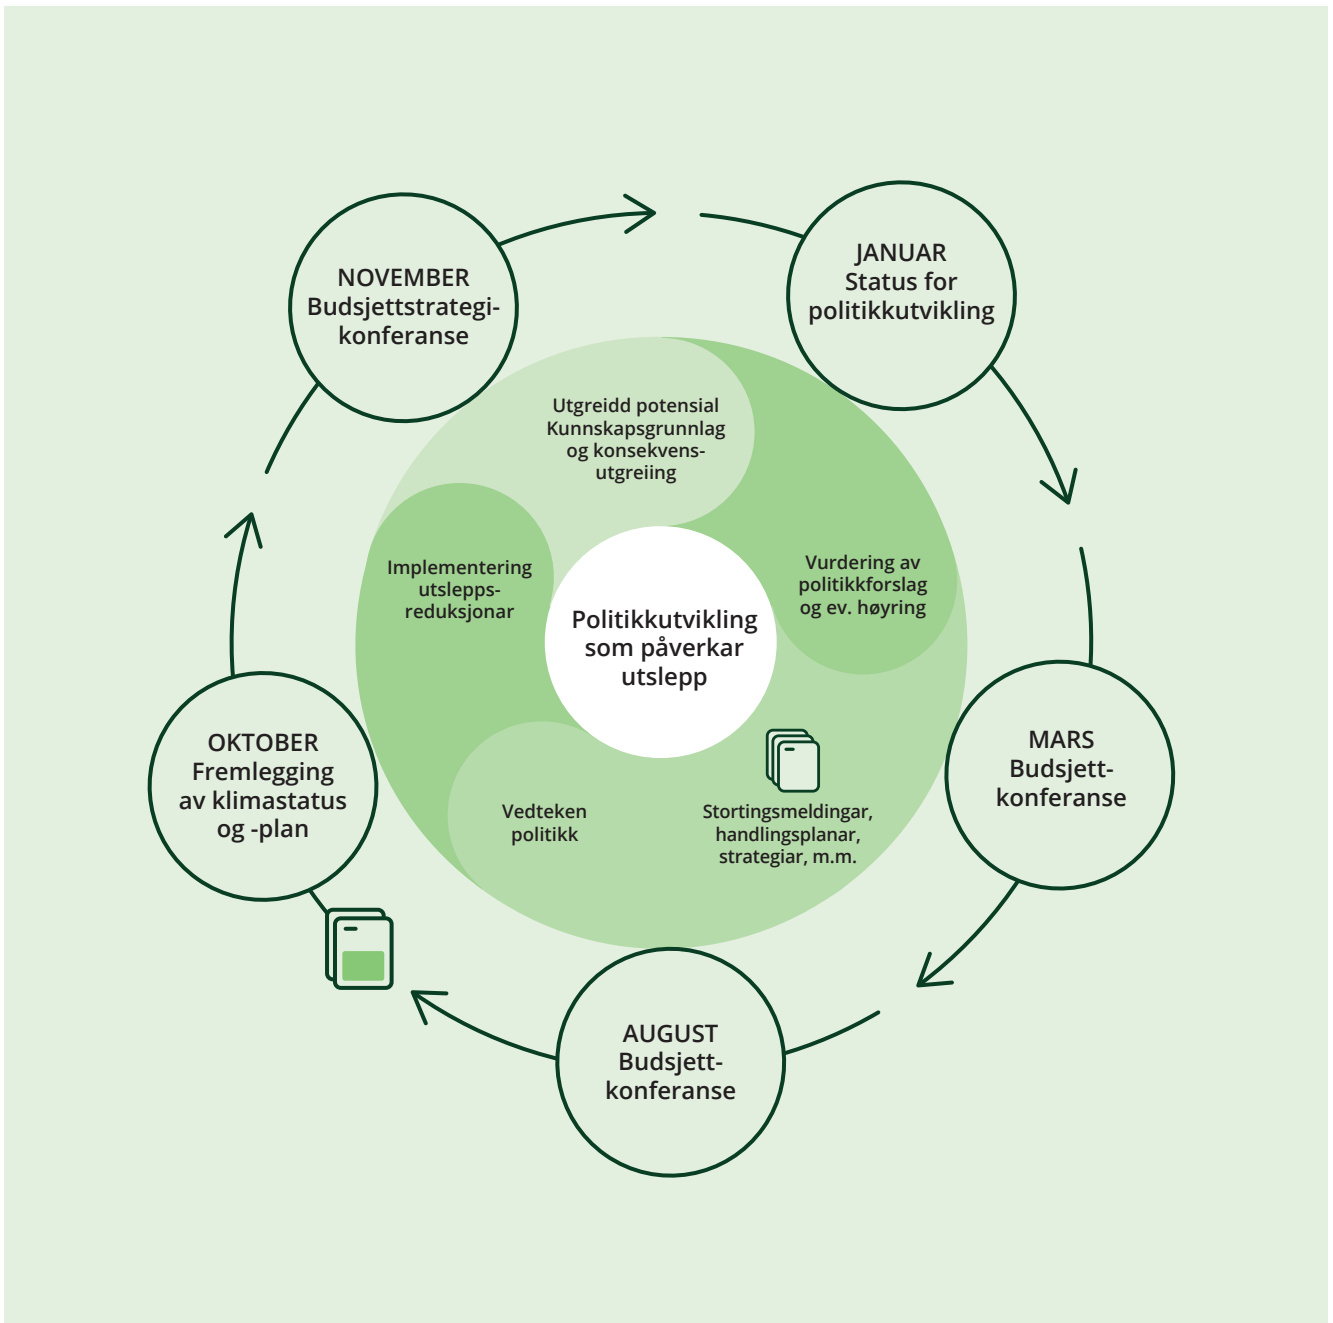 NOVEMBER
Budsjettstrategi-
konferanse
JANUAR
Status for
politikkutvikling
MARS
Budsjett-
konferanse
AUGUST
Budsjett-
konferanse
OKTOBER
Fremlegging
av klimastatus
og -plan
Utgreidd potensial
Kunnskapsgrunnlag
og konsekvens-
utgreiing
Vurdering av
politikkforslag
og ev. høyring
Stortingsmeldingar,
handlingsplanar,
strategiar, m.m.
Vedteken
politikk
Implementering
utslepps-
reduksjonar
Politikkutvikling
som påverkar
utslepp